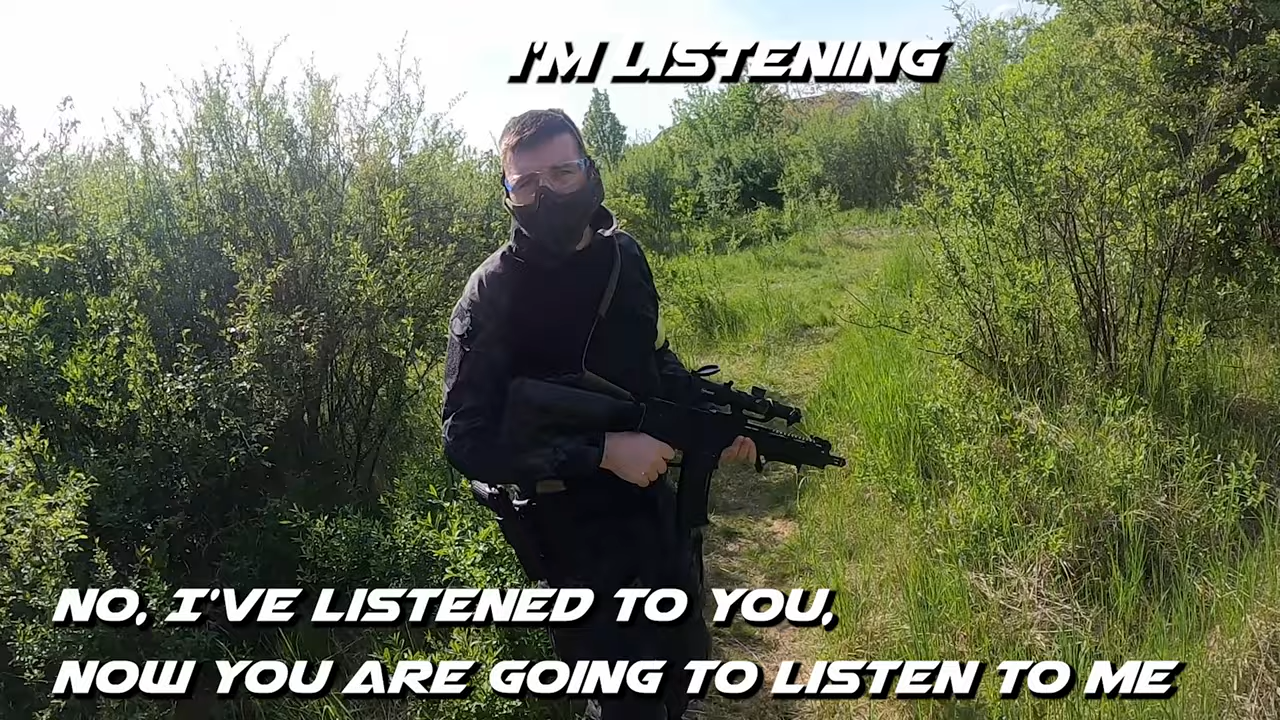 I'M LISTENING
NO, I'VE LISTENED TO YOU,
NOW YOU ARE GOING TO LISTEN TO ME